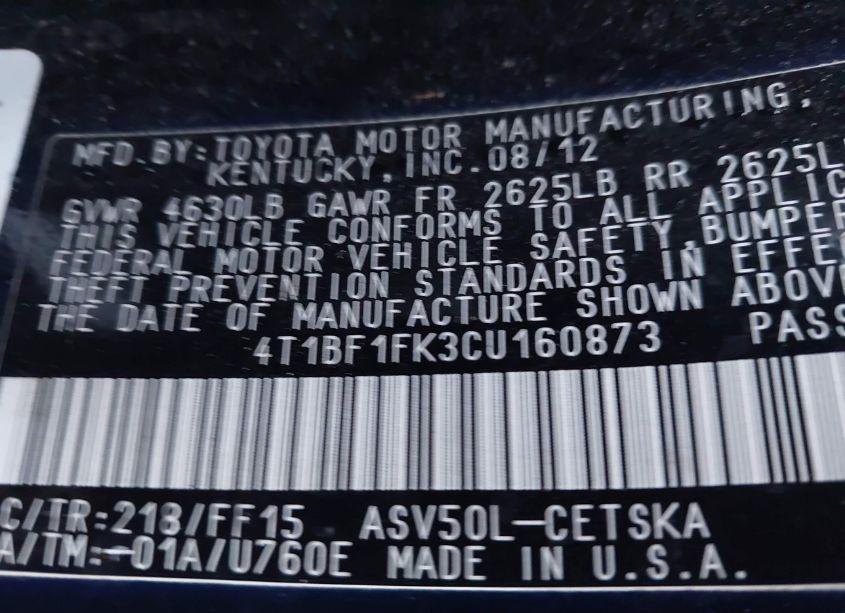 MFD.BY:TOYOTA MOTOR MANUFACTURING,
KENTUCKY,INC.08/12
GVWR 4630LB GAWR FR 2625LB RR 2625L
THIS VEHICLE CONFORMS TO ALL APPLIC
FEDERAL MOTOR VEHICLE SAFETY,BUMPER
THEFT PREVENTION STANDARDS IN EFFE
THE DATE OF MANUFACTURE SHOWN ABOV
4T1BF1FK3CU160873 PASS
C/TR:218/FF15 ASV50L-CETSKA
A/TM:-01A/U760E MADE IN U.S.A.